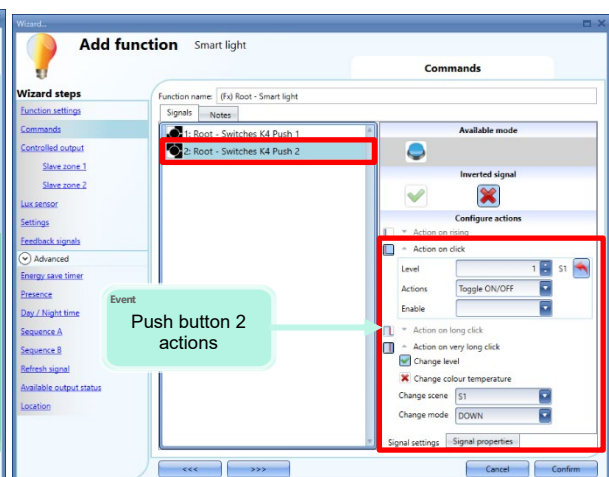 Wizard...
Add function Smart light
Commands
Wizard steps
Function settings
Commands
Controlled output
Slave zone 1
Slave zone 2
Lux sensor
Settings
Feedback signals
Advanced
Energy save timer
Presence
Day / Night time
Sequence A
Sequence B
Refresh signal
Available output status
Location
Function name: (Fx) Root - Smart light
Signals Notes
1: Root - Switches K4 Push 1
2: Root - Switches K4 Push 2
Event
Push button 2
actions
Available mode
Inverted signal
Configure actions
Action on rising
Action on click
Level 1 S1
Actions Toggle ON/OFF
Enable
Action on long click
Action on very long click
Change level
Change colour temperature
Change scene S1
Change mode DOWN
Signal settings Signal properties
<<< >>> Cancel Confirm